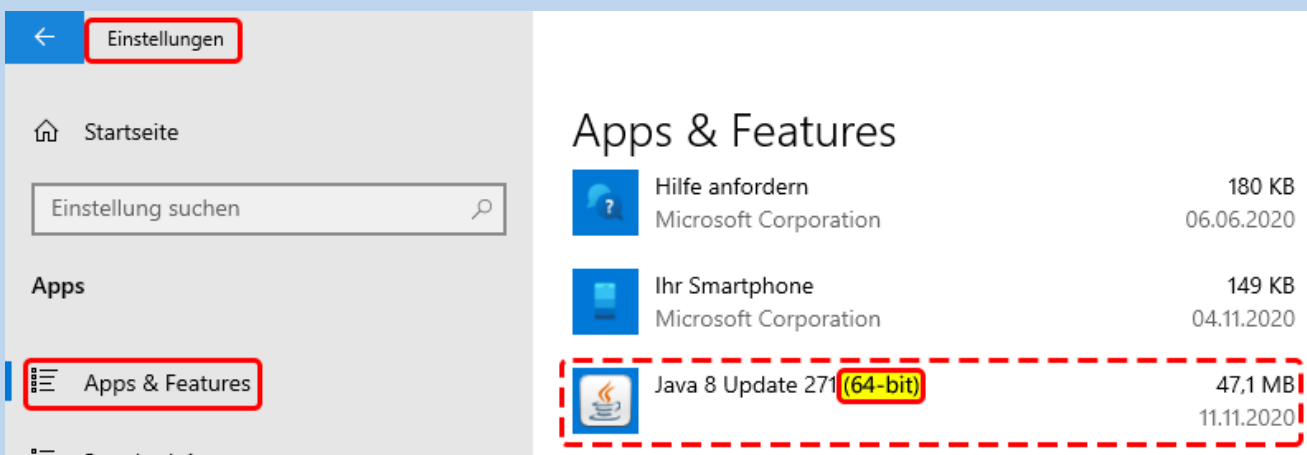 Einstellungen
Startseite
Einstellung suchen
Apps
Apps & Features
Apps & Features
Hilfe anfordern 180 KB
Microsoft Corporation 06.06.2020
Ihr Smartphone 149 KB
Microsoft Corporation 04.11.2020
Java 8 Update 271 (64-bit) 47,1 MB
11.11.2020